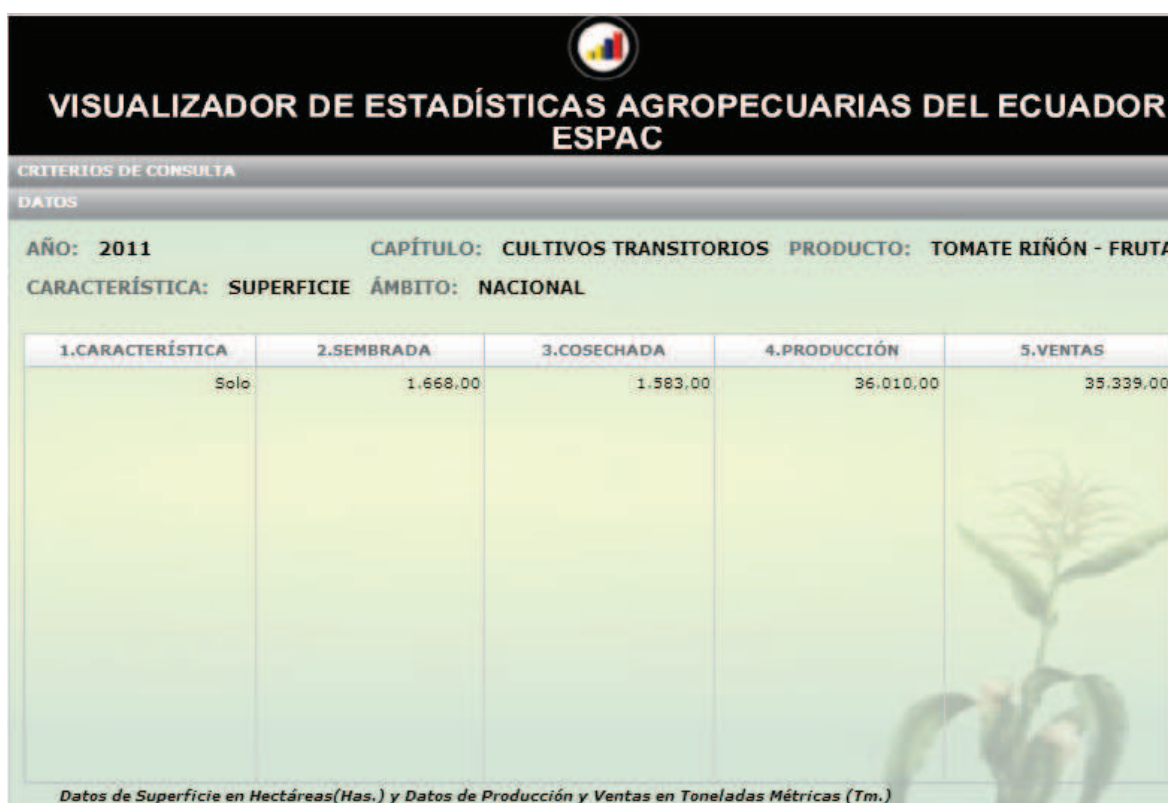 VISUALIZADOR DE ESTADÍSTICAS AGROPECUARIAS DEL ECUADOR
ESPAC
CRITERIOS DE CONSULTA
DATOS
AÑO: 2011 CAPÍTULO: CULTIVOS TRANSITORIOS PRODUCTO: TOMATE RIÑÓN - FRUTA
CARACTERÍSTICA: SUPERFICIE ÁMBITO: NACIONAL
1.CARACTERÍSTICA 2.SEMBRADA 3.COSECHADA 4.PRODUCCIÓN 5.VENTAS
Solo 1.668,00 1.583,00 36.010,00 35.339,00
Datos de Superficie en Hectáreas(Has.) y Datos de Producción y Ventas en Toneladas Métricas (Tm.)